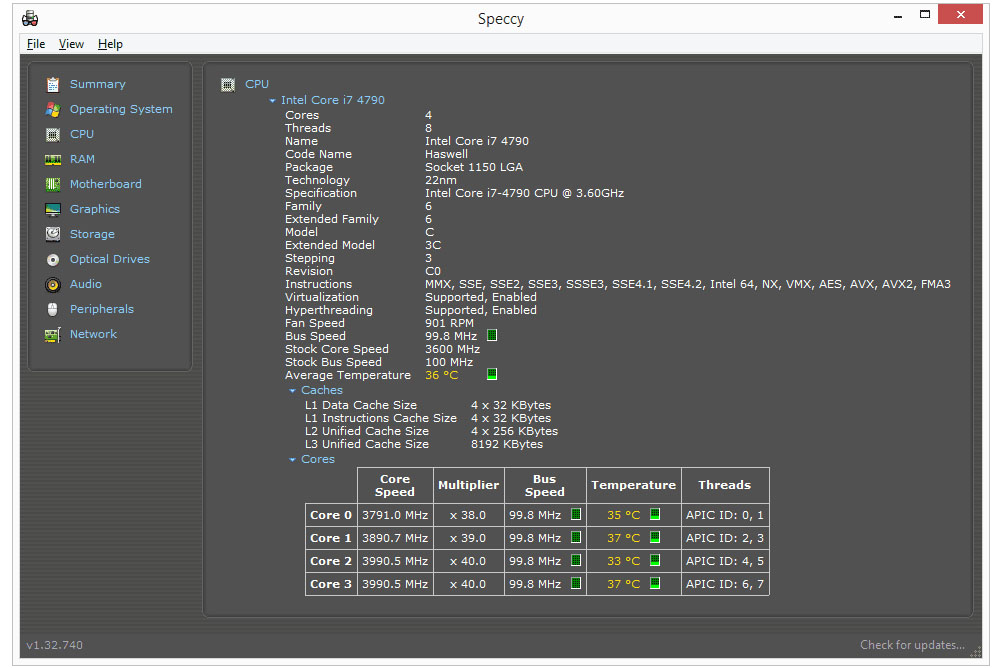 Speccy
File View Help
Summary
Operating System
CPU
RAM
Motherboard
Graphics
Storage
Optical Drives
Audio
Peripherals
Network
CPU
Intel Core i7 4790
Cores 4
Threads 8
Name Intel Core i7 4790
Code Name Haswell
Package Socket 1150 LGA
Technology 22nm
Specification Intel Core i7-4790 CPU @ 3.60GHz
Family 6
Extended Family 6
Model C
Extended Model 3C
Stepping 3
Revision C0
Instructions MMX, SSE, SSE2, SSE3, SSSE3, SSE4.1, SSE4.2, Intel 64, NX, VMX, AES, AVX, AVX2, FMA3
Virtualization Supported, Enabled
Hyperthreading Supported, Enabled
Fan Speed 901 RPM
Bus Speed 99.8 MHz
Stock Core Speed 3600 MHz
Stock Bus Speed 100 MHz
Average Temperature 36 °C
Caches
L1 Data Cache Size 4 x 32 KBytes
L1 Instructions Cache Size 4 x 32 KBytes
L2 Unified Cache Size 4 x 256 KBytes
L3 Unified Cache Size 8192 KBytes
Cores
Core Speed Multiplier Bus Speed Temperature Threads
Core 0 3791.0 MHz x 38.0 99.8 MHz 35 °C APIC ID: 0, 1
Core 1 3890.7 MHz x 39.0 99.8 MHz 37 °C APIC ID: 2, 3
Core 2 3990.5 MHz x 40.0 99.8 MHz 33 °C APIC ID: 4, 5
Core 3 3990.5 MHz x 40.0 99.8 MHz 37 °C APIC ID: 6, 7
v1.32.740 Check for updates...